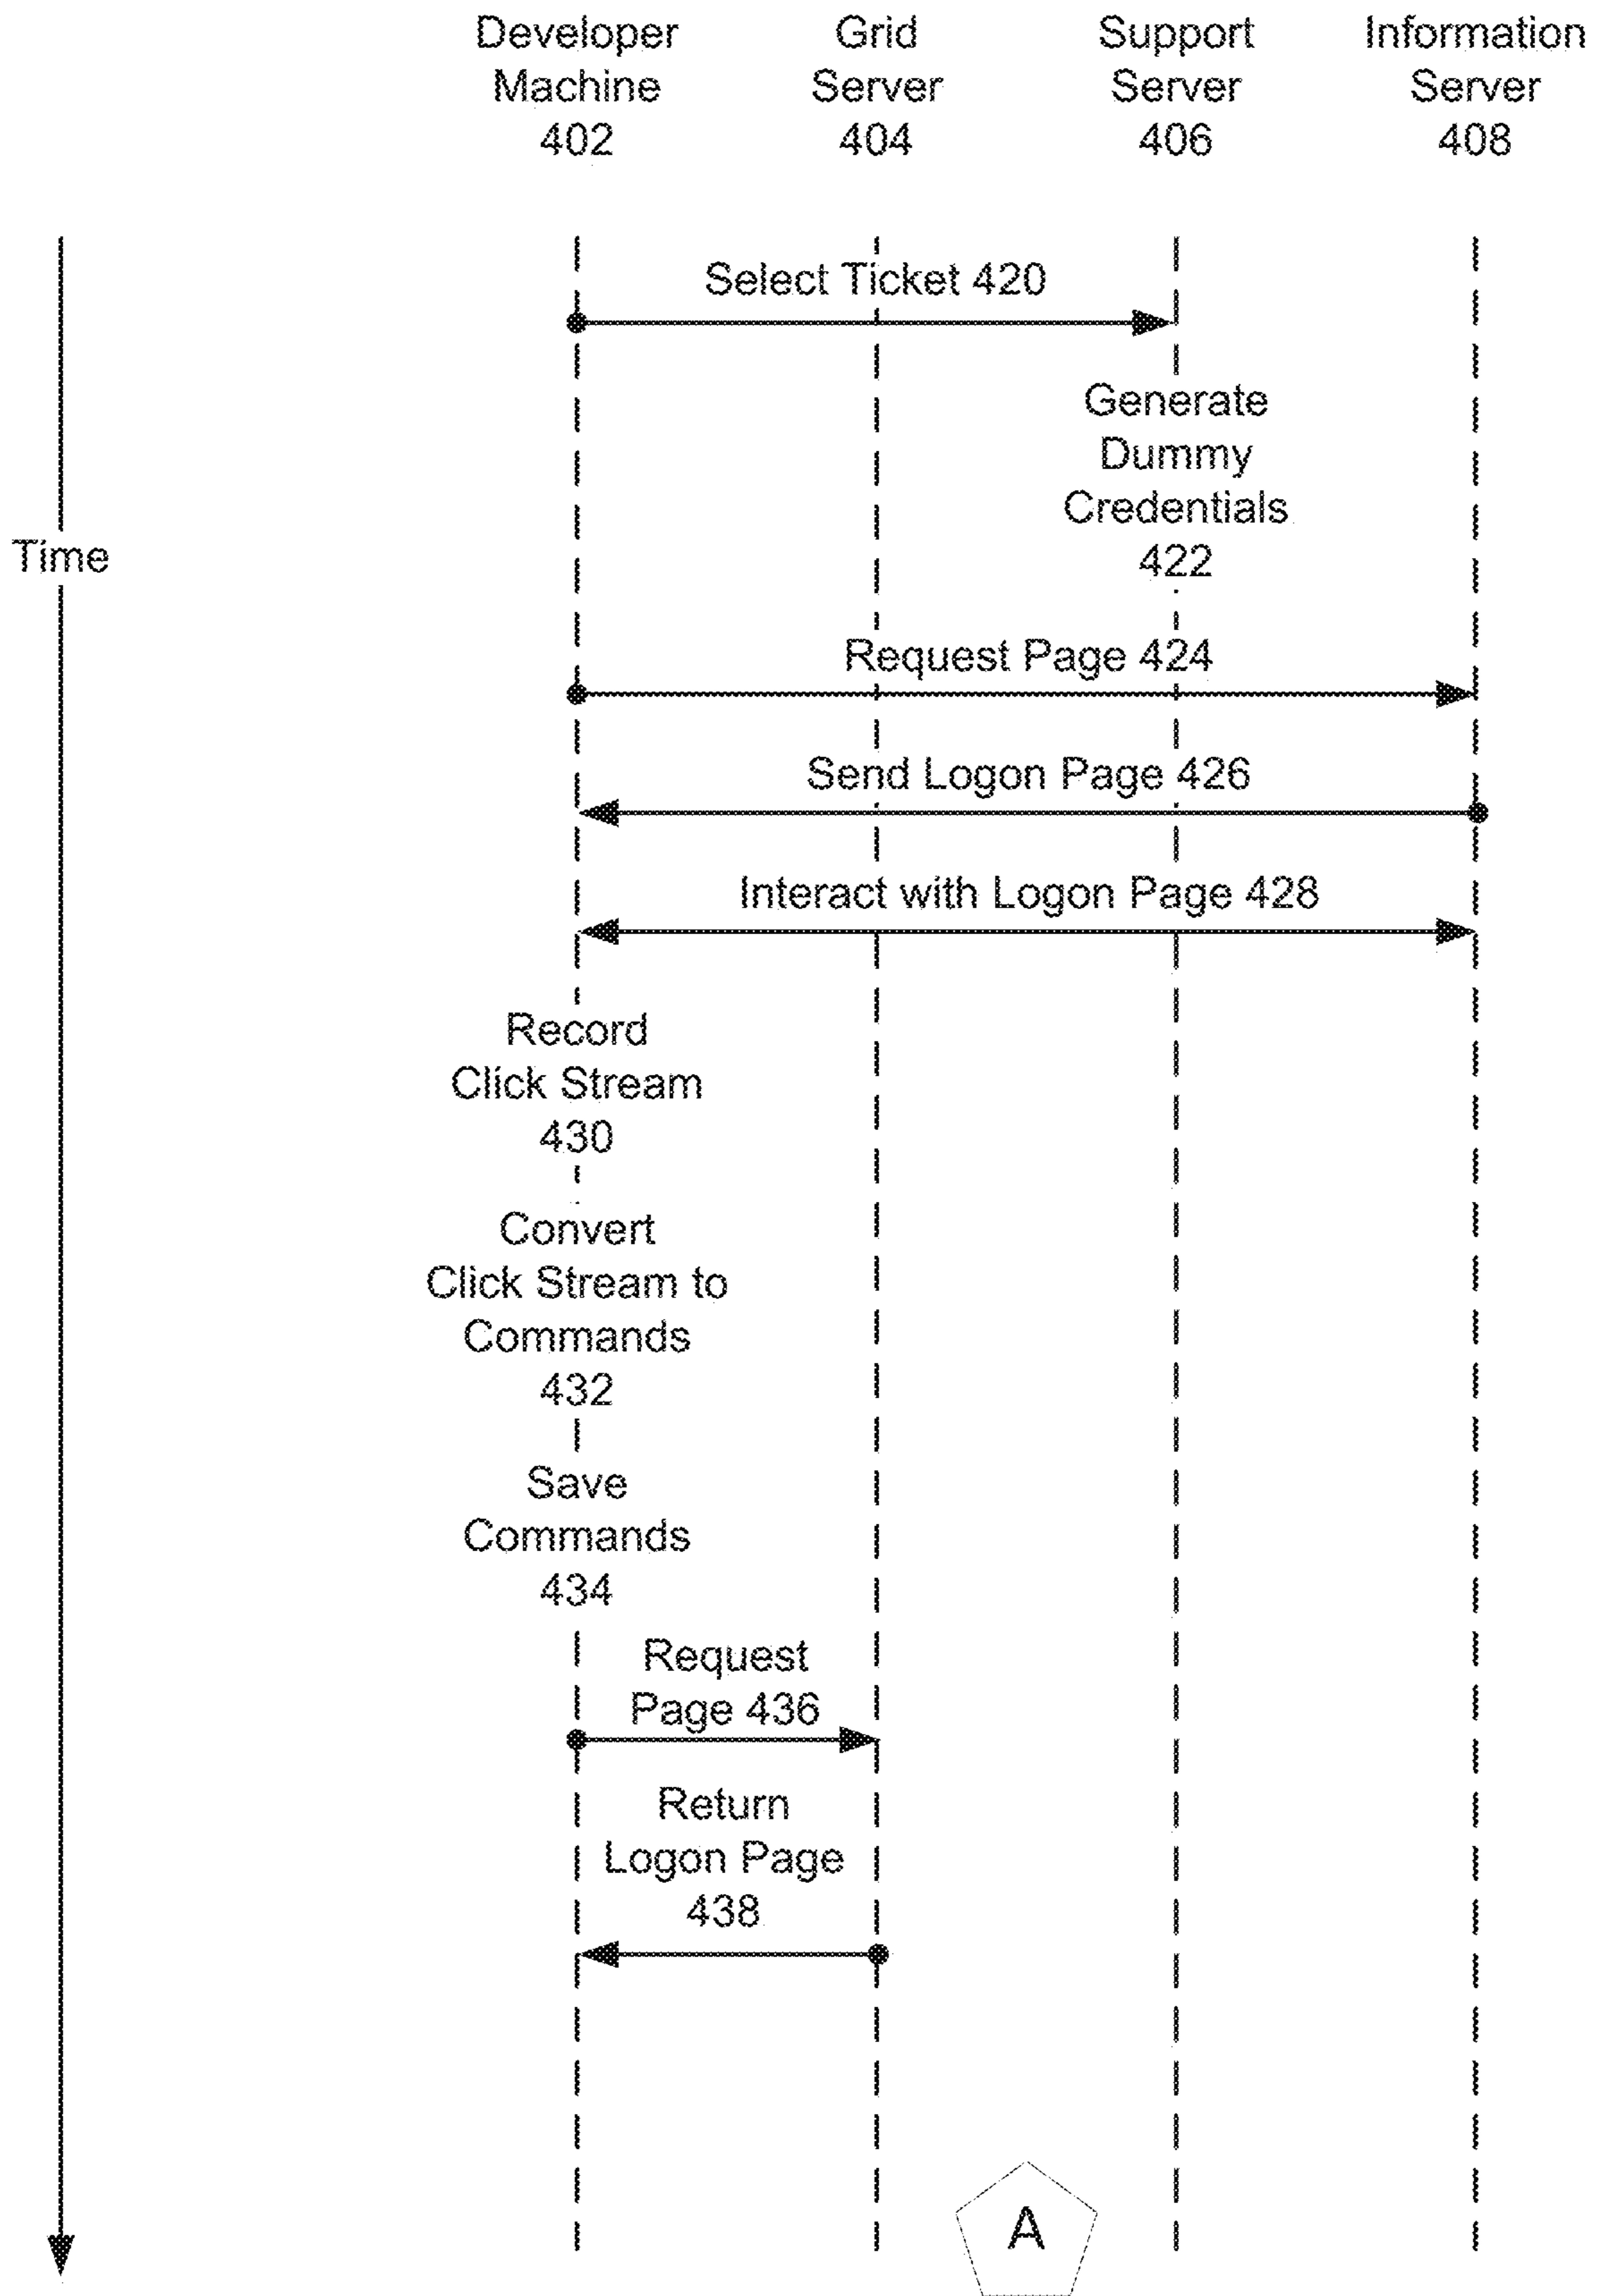 Developer
Machine
402
Grid
Server
404
Support
Server
406
Information
Server
408
Select Ticket 420
Generate
Dummy
Credentials
422
Time
Request Page 424
Send Logon Page 426
Interact with Logon Page 428
Record
Click Stream
430
Convert
Click Stream to
Commands
432
Save
Commands
434
Request
Page 436
Return
Logon Page
438
A